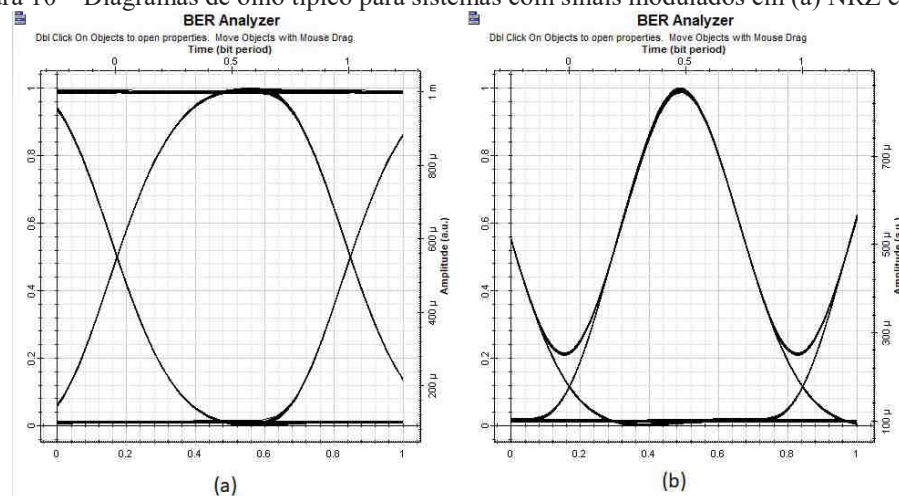 Diagramas de olho típico para sistemas com sinais modulados em (a) NRZ
BER Analyzer
Dbl Click On Objects to open properties. Move Objects with Mouse Drag
Time (bit period)
0 0.5 1
1 m
800 µ
600 µ
400 µ
200 µ
Amplitude (a.u.)
1
0.8
0.6
0.4
0.2
0
0 0.2 0.4 0.6 0.8 1
(a)
BER Analyzer
Dbl Click On Objects to open properties. Move Objects with Mouse Drag
Time (bit period)
0 0.5 1
700 µ
500 µ
300 µ
100 µ
Amplitude (a.u.)
1
0.8
0.6
0.4
0.2
0
0 0.2 0.4 0.6 0.8 1
(b)